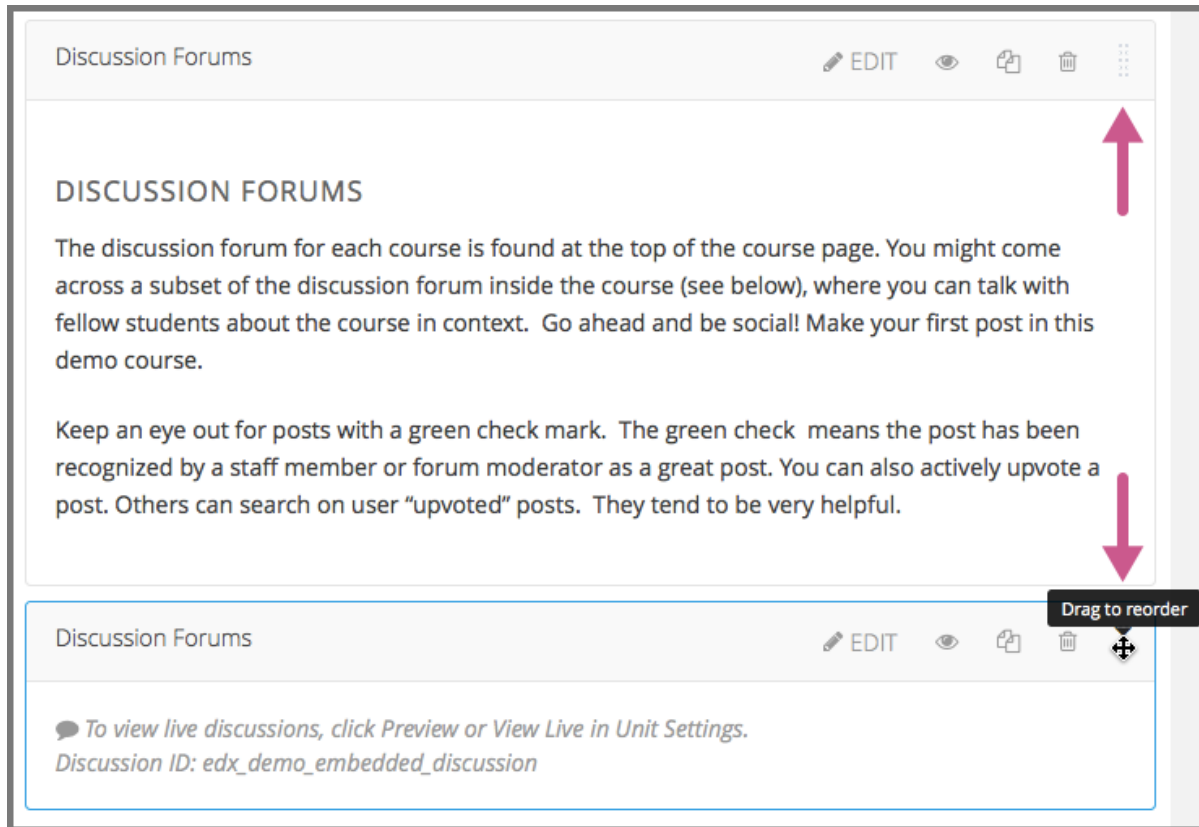 Discussion Forums
EDIT
DISCUSSION FORUMS
The discussion forum for each course is found at the top of the course page. You might come
across a subset of the discussion forum inside the course (see below), where you can talk with
fellow students about the course in context.  Go ahead and be social! Make your first post in this
demo course.
Keep an eye out for posts with a green check mark.  The green check  means the post has been
recognized by a staff member or forum moderator as a great post. You can also actively upvote a
post. Others can search on user “upvoted” posts.  They tend to be very helpful.
Drag to reorder
Discussion Forums
EDIT
To view live discussions, click Preview or View Live in Unit Settings.
Discussion ID: edx_demo_embedded_discussion